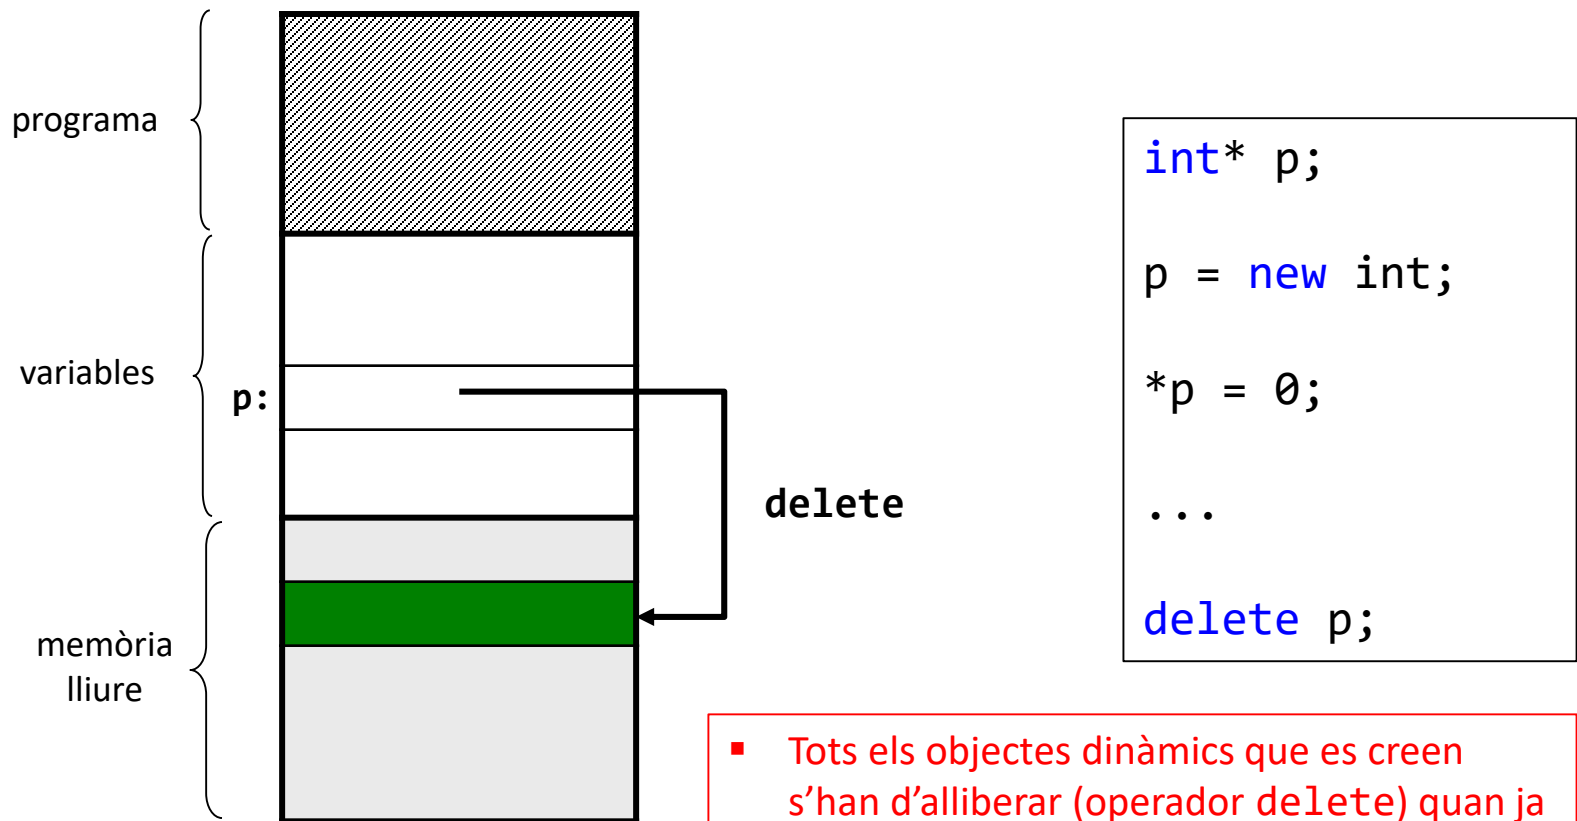 programa
variables
p:
memòria
lliure
delete
int* p;
p = new int;
*p = 0;
...
delete p;
▪ Tots els objectes dinàmics que es creen
s’han d’alliberar (operador delete) quan ja